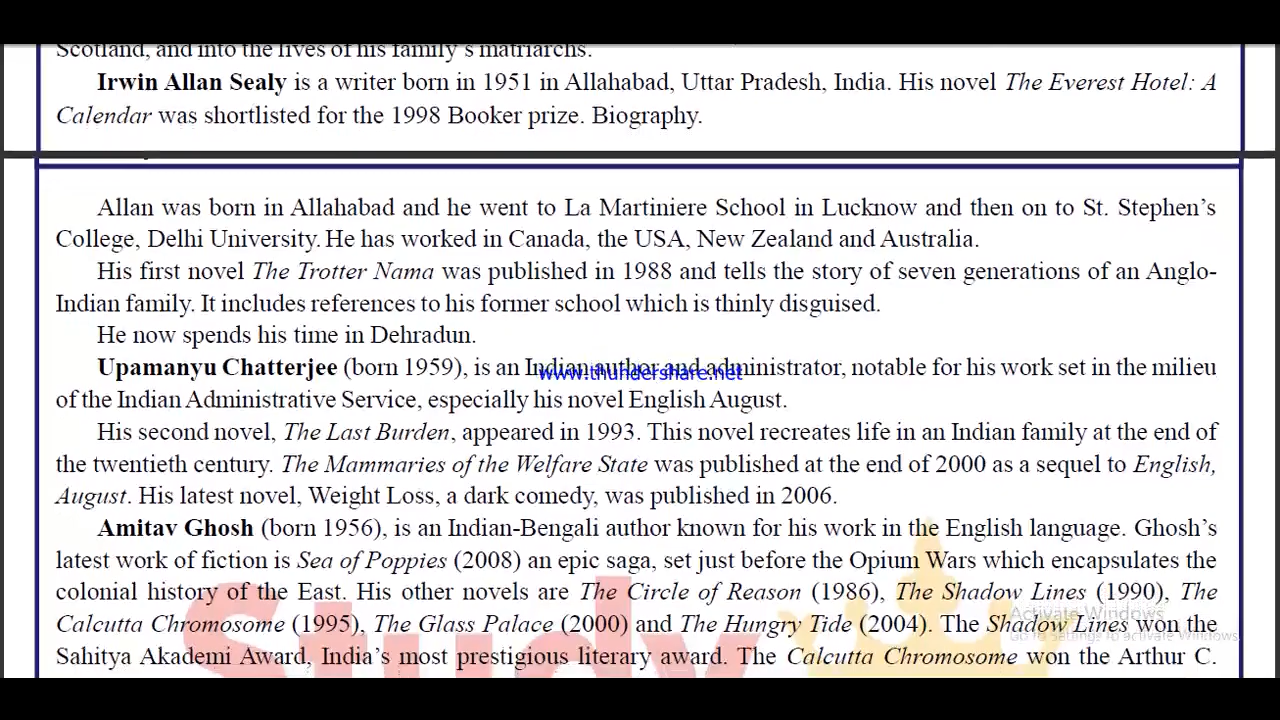 Scotland, and into the lives of his family's matriarchs.
Irwin Allan Sealy is a writer born in 1951 in Allahabad, Uttar Pradesh, India. His novel The Everest Hotel: A
Calendar was shortlisted for the 1998 Booker prize. Biography.
Allan was born in Allahabad and he went to La Martiniere School in Lucknow and then on to St. Stephen's
College, Delhi University. He has worked in Canada, the USA, New Zealand and Australia.
His first novel The Trotter Nama was published in 1988 and tells the story of seven generations of an Anglo-
Indian family. It includes references to his former school which is thinly disguised.
He now spends his time in Dehradun.
Upamanyu Chatterjee (born 1959), is an Indian author and administrator, notable for his work set in the milieu
www.thundershare.net
of the Indian Administrative Service, especially his novel English August.
His second novel, The Last Burden, appeared in 1993. This novel recreates life in an Indian family at the end of
the twentieth century. The Mammaries of the Welfare State was published at the end of 2000 as a sequel to English,
August. His latest novel, Weight Loss, a dark comedy, was published in 2006.
Amitav Ghosh (born 1956), is an Indian-Bengali author known for his work in the English language. Ghosh's
latest work of fiction is Sea of Poppies (2008) an epic saga, set just before the Opium Wars which encapsulates the
colonial history of the East. His other novels are The Circle of Reason (1986), The Shadow Lines (1990), The
Activate Windows
Calcutta Chromosome (1995), The Glass Palace (2000) and The Hungry Tide (2004). The Shadow Lines won the
Go to Settings to activate Windows.
Sahitya Akademi Award, India's most prestigious literary award. The Calcutta Chromosome won the Arthur C.
Study